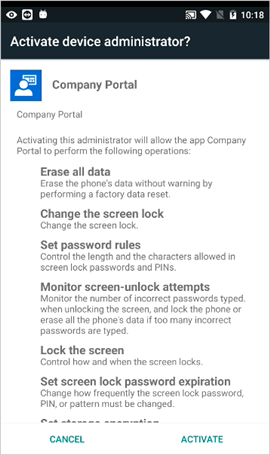 10:18
Activate device administrator?
Company Portal
Company Portal
Activating this administrator will allow the app Company
Portal to perform the following operations:
Erase all data
Erase the phone's data without warning by
performing a factory data reset.
Change the screen lock
Change the screen lock.
Set password rules
Control the length and the characters allowed in
screen lock passwords and PINs.
Monitor screen-unlock attempts
Monitor the number of incorrect passwords typed.
when unlocking the screen, and lock the phone or
erase all the phone's data if too many incorrect
passwords are typed.
Lock the screen
Control how and when the screen locks.
Set screen lock password expiration
Change how frequently the screen lock password,
PIN, or pattern must be changed.
Set storage encryption
CANCEL ACTIVATE